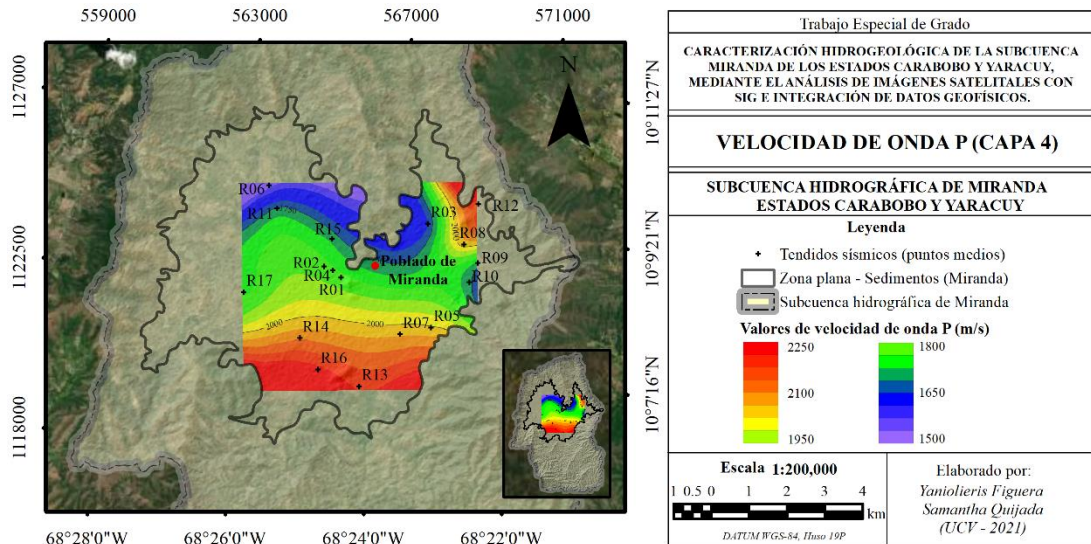 559000 563000 567000 571000
1127000
1122500
1118000
N
R06
R11
R15
R03
R12
R08
R02
R04
R01
R09
R10
R17
Poblado de
Miranda
R05
R07
R14
R16
R13
2000
2000
2000
10°11'27"N
10°9'21"N
10°7'16"N
68°28'0"W 68°26'0"W 68°24'0"W 68°22'0"W
Trabajo Especial de Grado
CARACTERIZACIÓN HIDROGEOLÓGICA DE LA SUBCUENCA
MIRANDA DE LOS ESTADOS CARABOBO Y YARACUY,
MEDIANTE EL ANÁLISIS DE IMÁGENES SATELITALES CON
SIG E INTEGRACIÓN DE DATOS GEOFÍSICOS.
VELOCIDAD DE ONDA P (CAPA 4)
SUBCUENCA HIDROGRÁFICA DE MIRANDA
ESTADOS CARABOBO Y YARACUY
Leyenda
Tendidos sísmicos (puntos medios)
Zona plana - Sedimentos (Miranda)
Subcuenca hidrográfica de Miranda
Valores de velocidad de onda P (m/s)
2250
2100
1950
1800
1650
1500
Escala 1:200,000
1 0.5 0 1 2 3 4
km
DATUM WGS-84, Huso 19P
Elaborado por:
Yaniolieris Figuera
Samantha Quijada
(UCV - 2021)